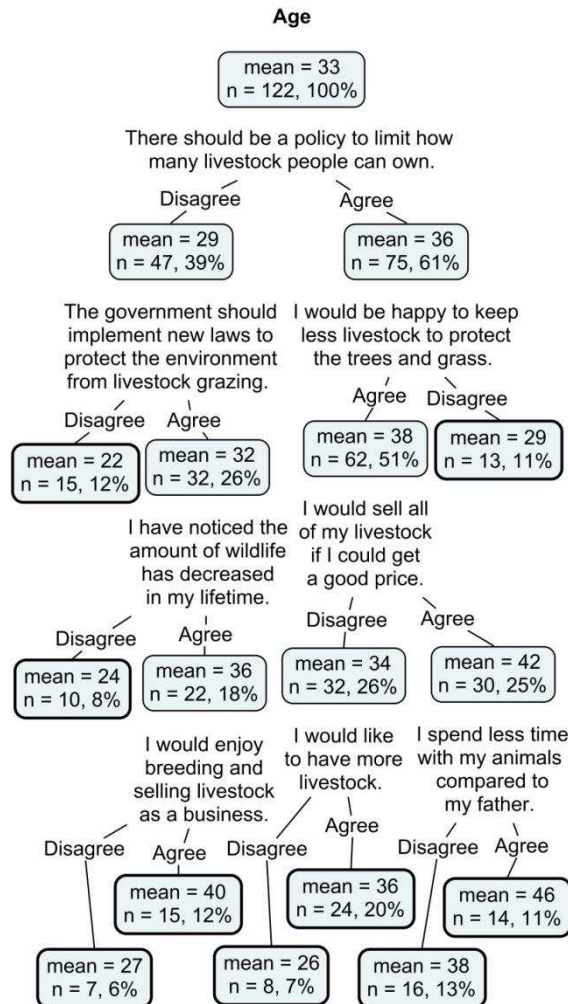 Age
mean = 33
n = 122, 100%
There should be a policy to limit how
many livestock people can own.
Disagree
Agree
mean = 29
n = 47, 39%
mean = 36
n = 75, 61%
The government should
implement new laws to
protect the environment
from livestock grazing.
I would be happy to keep
less livestock to protect
the trees and grass.
Disagree
Agree
Agree
Disagree
mean = 22
n = 15, 12%
mean = 32
n = 32, 26%
mean = 38
n = 62, 51%
mean = 29
n = 13, 11%
I have noticed the
amount of wildlife
has decreased
in my lifetime.
I would sell all
of my livestock
if I could get
a good price.
Disagree
Agree
Disagree
Agree
mean = 24
n = 10, 8%
mean = 36
n = 22, 18%
mean = 34
n = 32, 26%
mean = 42
n = 30, 25%
I would enjoy
breeding and
selling livestock
as a business.
I would like
to have more
livestock.
I spend less time
with my animals
compared to
my father.
Disagree
Agree
Disagree
Agree
Disagree
Agree
mean = 40
n = 15, 12%
mean = 36
n = 24, 20%
mean = 46
n = 14, 11%
mean = 27
n = 7, 6%
mean = 26
n = 8, 7%
mean = 38
n = 16, 13%